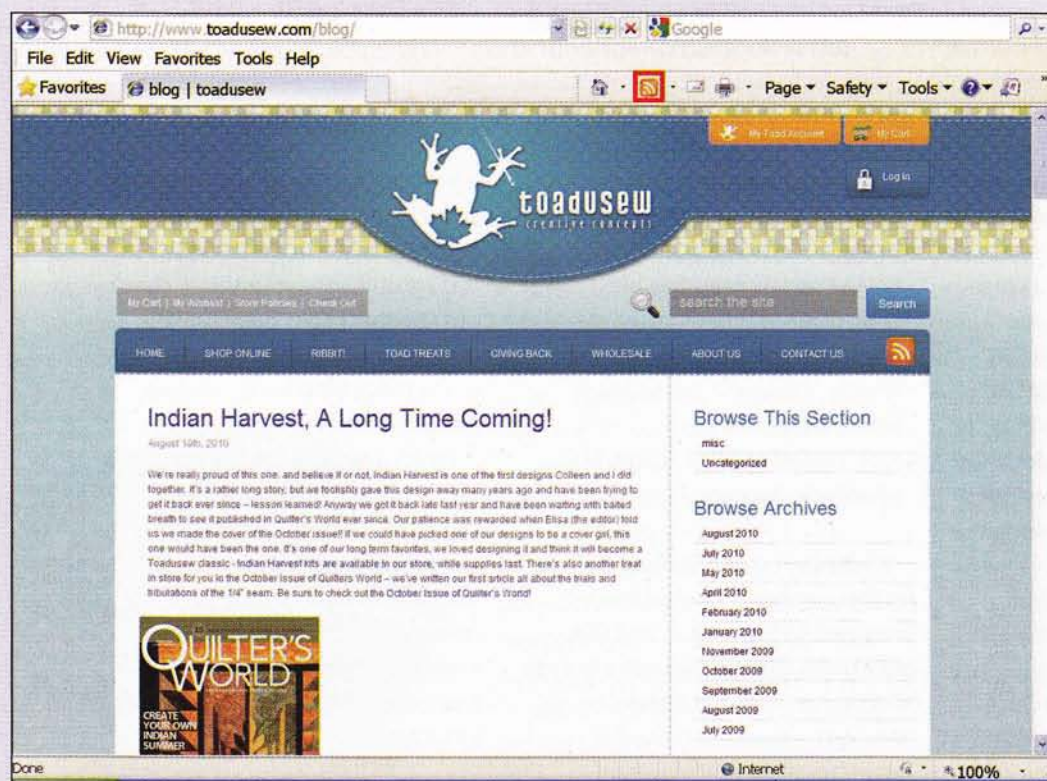 http://www.toadusew.com/blog/
Google
File Edit View Favorites Tools Help
Favorites
blog | toadusew
Page Safety Tools
My Toad Account
My Cart
Log in
toadusew
creative concepts
My Cart | My Wishlist | Store Policies | Check Out
search the site
Search
HOME SHOP ONLINE RIBBIT! TOAD TREATS GIVING BACK WHOLESALE ABOUT US CONTACT US
Indian Harvest, A Long Time Coming!
August 10th, 2010
We're really proud of this one, and believe it or not, Indian Harvest is one of the first designs Colleen and I did
together. It's a rather long story, but we foolishly gave this design away many years ago and have been trying to
get it back ever since – lesson learned! Anyway we got it back late last year and have been waiting with baited
breath to see it published in Quilter's World ever since. Our patience was rewarded when Elisa (the editor) told
us we made the cover of the October issue!! If we could have picked one of our designs to be a cover girl, this
one would have been the one. It's one of our long term favorites, we loved designing it and think it will become a
Toadusew classic - Indian Harvest kits are available in our store, while supplies last. There's also another treat
in store for you in the October Issue of Quilters World – we've written our first article all about the trials and
tribulations of the 1/4" seam. Be sure to check out the October Issue of Quilter's World!
QUILTER'S
WORLD
CREATE
YOUR OWN
INDIAN
SUMMER
Browse This Section
misc
Uncategorized
Browse Archives
August 2010
July 2010
May 2010
April 2010
February 2010
January 2010
November 2009
October 2009
September 2009
August 2009
July 2009
Done
Internet
100%